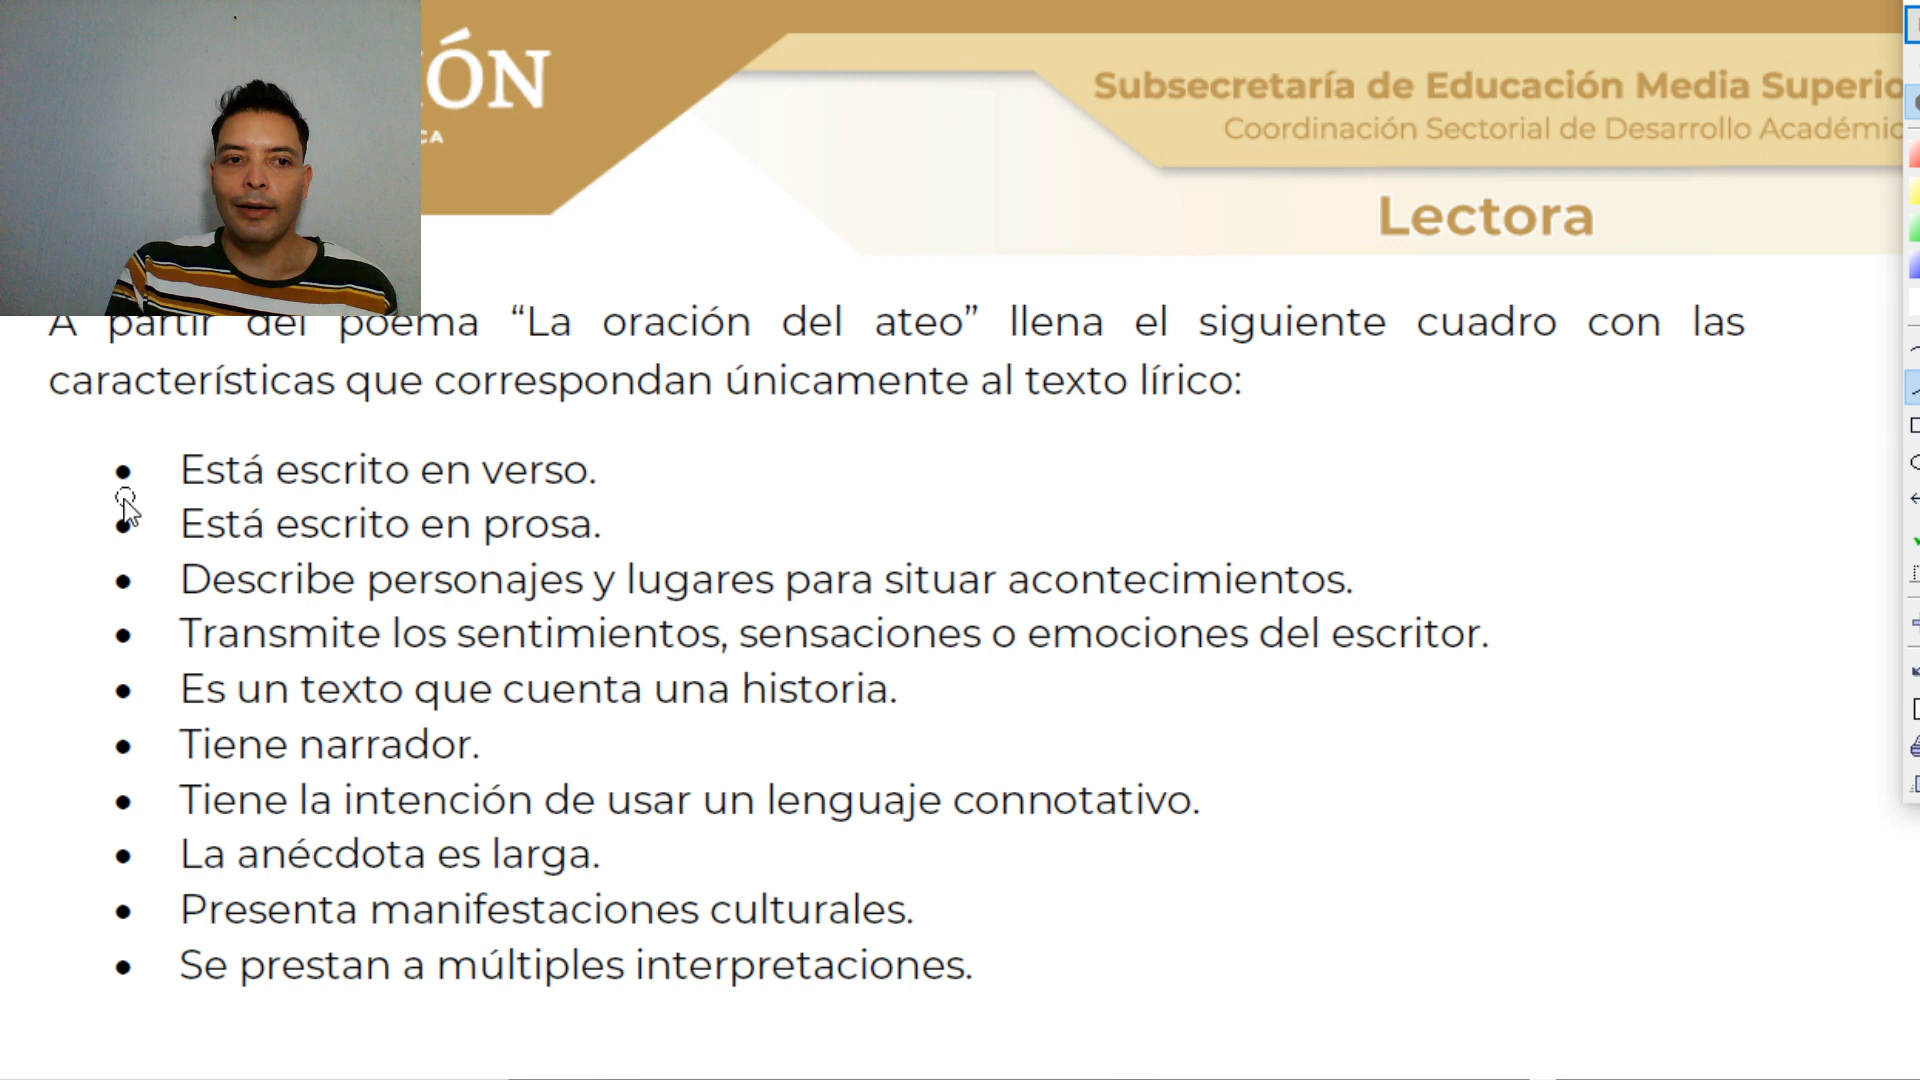 ÓN
CA
Subsecretaría de Educación Media Superio
Coordinación Sectorial de Desarrollo Académic
Lectora
A partir del poema “La oración del ateo” llena el siguiente cuadro con las
características que correspondan únicamente al texto lírico:
• Está escrito en verso.
• Está escrito en prosa.
• Describe personajes y lugares para situar acontecimientos.
• Transmite los sentimientos, sensaciones o emociones del escritor.
• Es un texto que cuenta una historia.
• Tiene narrador.
• Tiene la intención de usar un lenguaje connotativo.
• La anécdota es larga.
• Presenta manifestaciones culturales.
• Se prestan a múltiples interpretaciones.